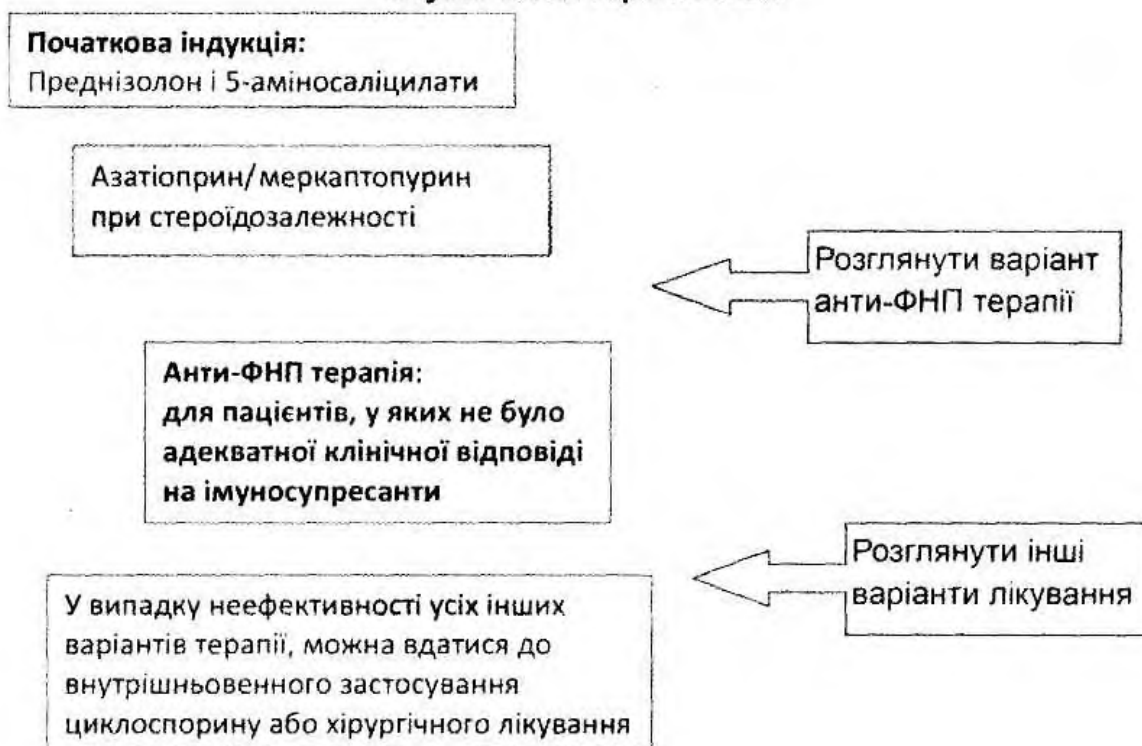 Початкова індукція:
Преднізолон і 5-аміносаліцилати
Азатіоприн/меркаптопурин
при стероїдозалежності
Розглянути варіант
анти-ФНП терапії
Анти-ФНП терапія:
для пацієнтів, у яких не було
адекватної клінічної відповіді
на імуносупресанти
Розглянути інші
варіанти лікування
У випадку неефективності усіх інших
варіантів терапії, можна вдатися до
внутрішньовенного застосування
циклоспорину або хірургічного лікування